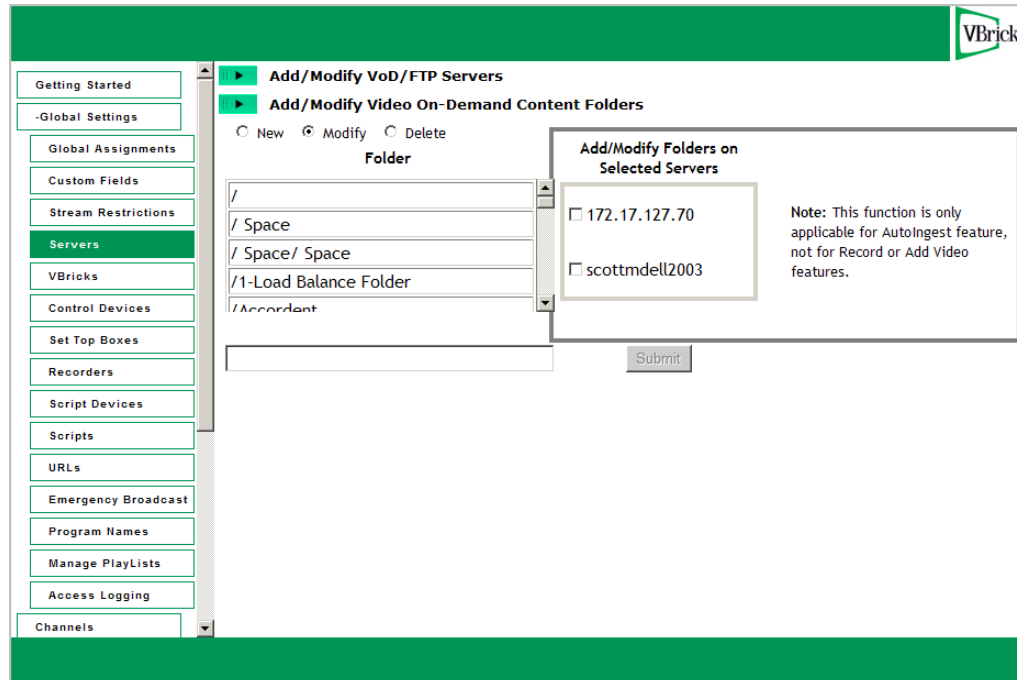 VBrick
Getting Started
-Global Settings
Global Assignments
Custom Fields
Stream Restrictions
Servers
VBricks
Control Devices
Set Top Boxes
Recorders
Script Devices
Scripts
URLs
Emergency Broadcast
Program Names
Manage PlayLists
Access Logging
Channels
Add/Modify VoD/FTP Servers
Add/Modify Video On-Demand Content Folders
New Modify Delete
Folder
/
/ Space
/ Space/ Space
/1-Load Balance Folder
/Accordent
Add/Modify Folders on
Selected Servers
172.17.127.70
scottmdell2003
Note: This function is only
applicable for AutoIngest feature,
not for Record or Add Video
features.
Submit